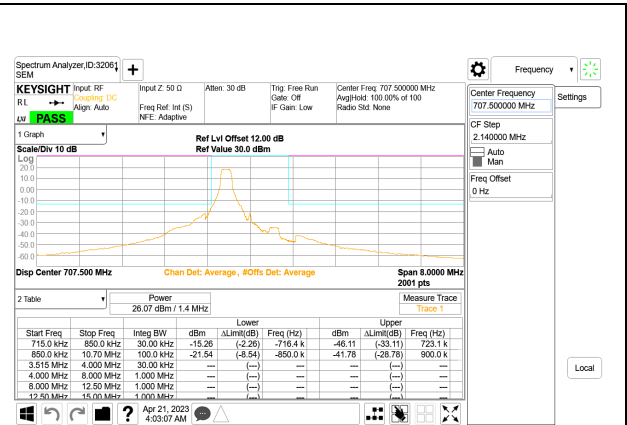 Spectrum Analyzer,ID:32061
SEM
Frequency
KEYSIGHT
R L
PASS
Input: RF
Coupling: DC
Align: Auto
Input Z: 50 Ω
Freq Ref: Int (S)
NFE: Adaptive
Atten: 30 dB
Trig: Free Run
Gate: Off
IF Gain: Low
Center Freq: 707.500000 MHz
Avg|Hold: 100.00% of 100
Radio Std: None
Center Frequency
707.500000 MHz
Settings
CF Step
2.140000 MHz
Auto
Man
Freq Offset
0 Hz
1 Graph
Scale/Div 10 dB
Ref Lvl Offset 12.00 dB
Ref Value 30.0 dBm
Log
20.0
10.0
0.00
-10.0
-20.0
-30.0
-40.0
-50.0
-60.0
Disp Center 707.500 MHz
Chan Det: Average , #Offs Det: Average
Span 8.0000 MHz
2001 pts
2 Table
Power
26.07 dBm / 1.4 MHz
Measure Trace
Trace 1
Lower Upper
Start Freq Stop Freq Integ BW dBm ΔLimit(dB) Freq (Hz) dBm ΔLimit(dB) Freq (Hz)
715.0 kHz 850.0 kHz 30.00 kHz -15.26 (-2.26) -716.4 k -46.11 (-33.11) 723.1 k
850.0 kHz 10.70 MHz 100.0 kHz -21.54 (-8.54) -850.0 k -41.78 (-28.78) 900.0 k
3.515 MHz 4.000 MHz 30.00 kHz --- (---) --- (---) ---
4.000 MHz 8.000 MHz 1.000 MHz --- (---) --- --- (---) ---
8.000 MHz 12.50 MHz 1.000 MHz --- (---) --- --- (---) ---
12.50 MHz 15.00 MHz 1.000 MHz --- (---) --- --- (---) ---
Local
Apr 21, 2023
4:03:07 AM